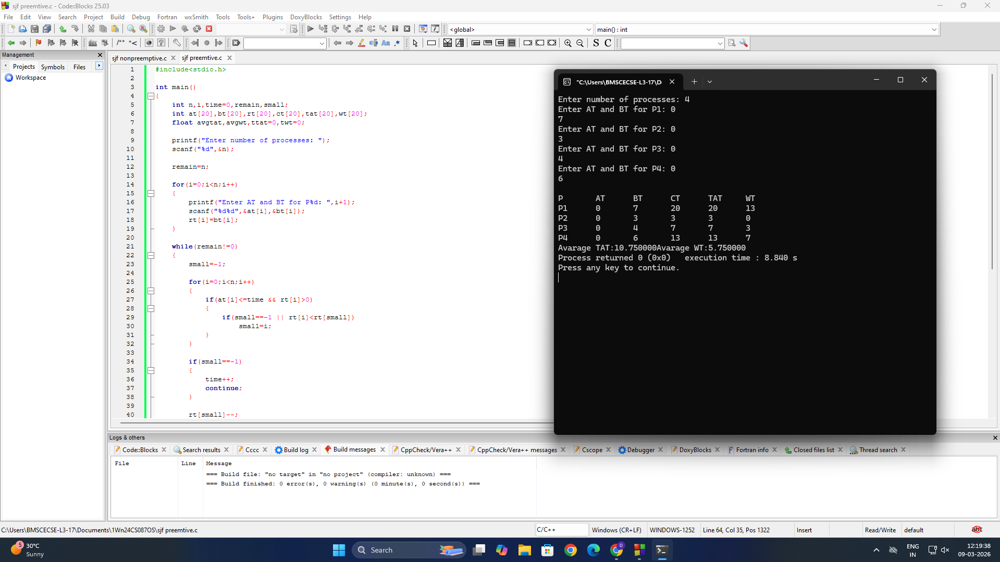 sjf preemtive.c - Code::Blocks 25.03
File Edit View Search Project Build Debug Fortran wxSmith Tools Tools+ Plugins DoxyBlocks Settings Help
<global> main() : int
/** *< Aa .* S C
Management
Projects Symbols Files
Workspace
sjf nonpreemptive.c sjf preemtive.c
1 #include<stdio.h>
2
3 int main()
4 {
5 int n,i,time=0,remain,small;
6 int at[20],bt[20],rt[20],ct[20],tat[20],wt[20];
7 float avgtat,avgwt,ttat=0,twt=0;
8
9 printf("Enter number of processes: ");
10 scanf("%d",&n);
11
12 remain=n;
13
14 for(i=0;i<n;i++)
15 {
16 printf("Enter AT and BT for P%d: ",i+1);
17 scanf("%d%d",&at[i],&bt[i]);
18 rt[i]=bt[i];
19 }
20
21 while(remain!=0)
22 {
23 small=-1;
24
25 for(i=0;i<n;i++)
26 {
27 if(at[i]<=time && rt[i]>0)
28 {
29 if(small==-1 || rt[i]<rt[small])
30 small=i;
31 }
32 }
33
34 if(small==-1)
35 {
36 time++;
37 continue;
38 }
39
40 rt[small]--;
"C:\Users\BMSCECSE-L3-17\D
Enter number of processes: 4
Enter AT and BT for P1: 0
7
Enter AT and BT for P2: 0
3
Enter AT and BT for P3: 0
4
Enter AT and BT for P4: 0
6
P AT BT CT TAT WT
P1 0 7 20 20 13
P2 0 3 3 3 0
P3 0 4 7 7 3
P4 0 6 13 13 7
Avarage TAT:10.750000Avarage WT:5.750000
Process returned 0 (0x0) execution time : 8.840 s
Press any key to continue.
Logs & others
Code::Blocks Search results Cccc Build log Build messages CppCheck/Vera++ CppCheck/Vera++ messages Cscope Debugger DoxyBlocks Fortran info Closed files list Thread search
File Line Message
=== Build file: "no target" in "no project" (compiler: unknown) ===
=== Build finished: 0 error(s), 0 warning(s) (0 minute(s), 0 second(s)) ===
C:\Users\BMSCECSE-L3-17\Documents\1Wn24CS087OS\sjf preemtive.c C/C++ Windows (CR+LF) WINDOWS-1252 Line 64, Col 35, Pos 1322 Insert Read/Write default abc
5 30°C
Sunny
Search
D
ENG
IN
12:19:38
09-03-2026